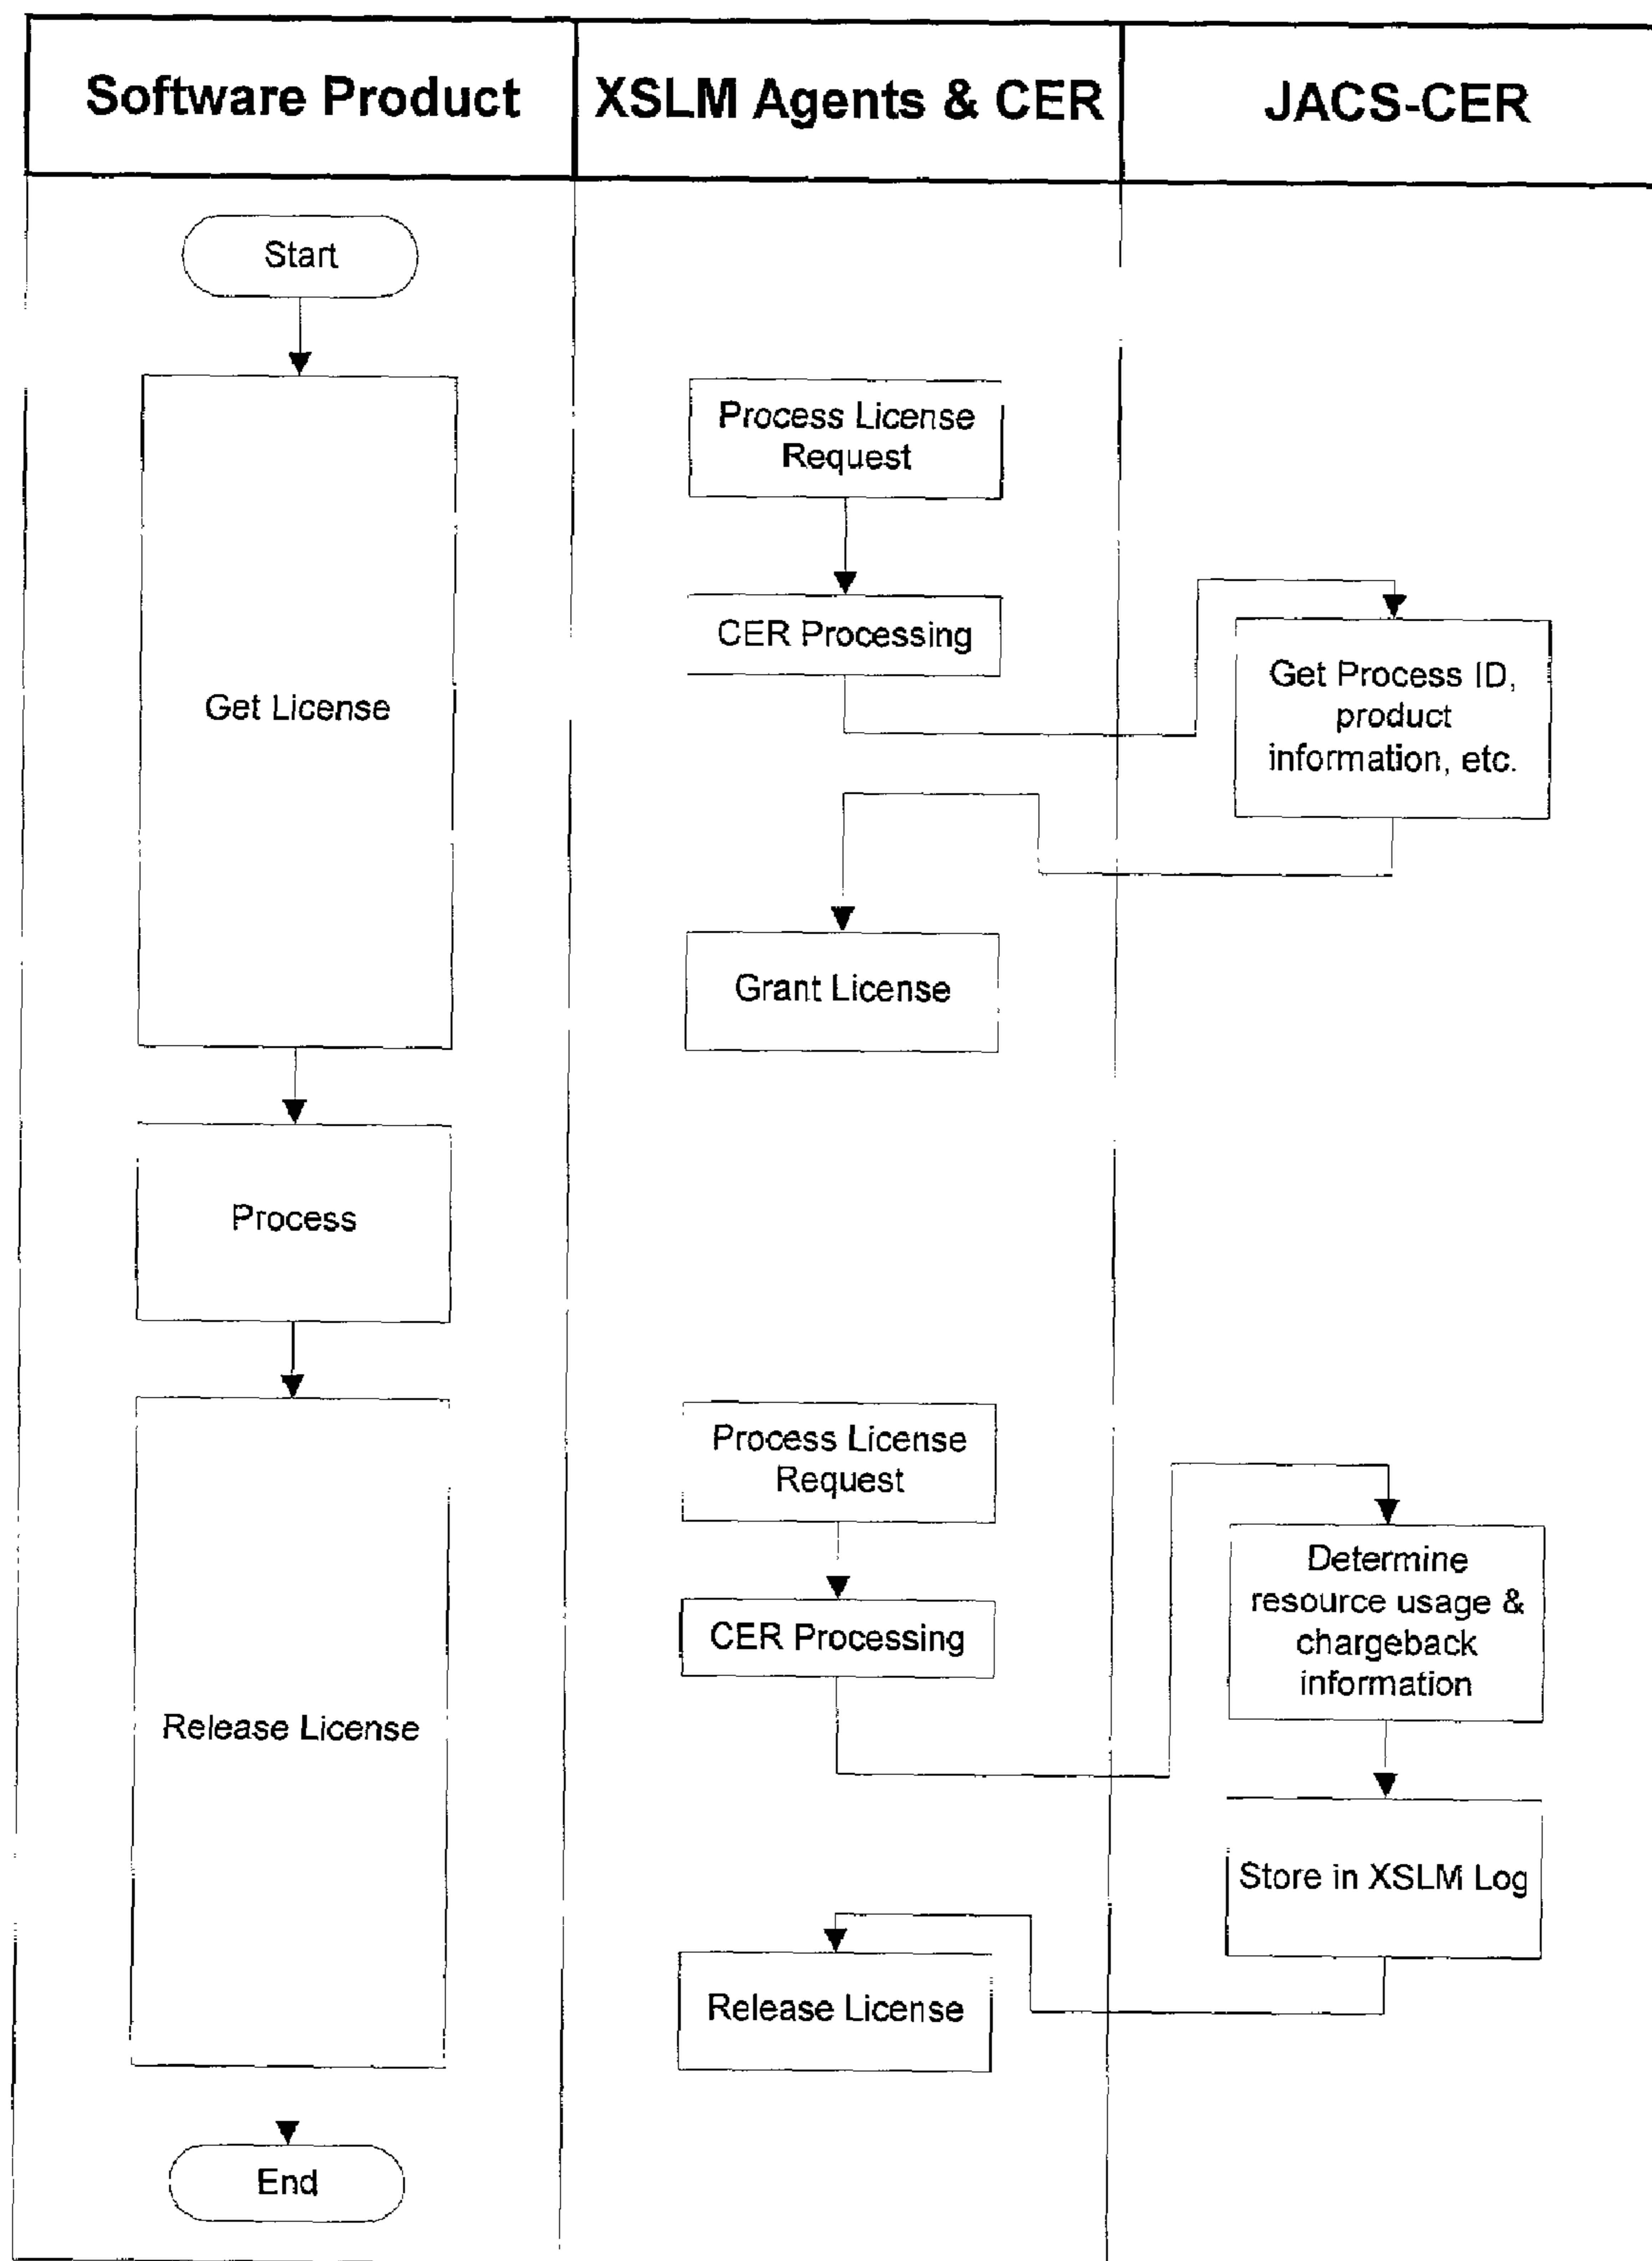 Software Product
XSLM Agents & CER
JACS-CER
Start
Get License
Process License
Request
CER Processing
Get Process ID,
product
information, etc.
Grant License
Process
Release License
Process License
Request
CER Processing
Determine
resource usage &
chargeback
information
Store in XSLM Log
Release License
End